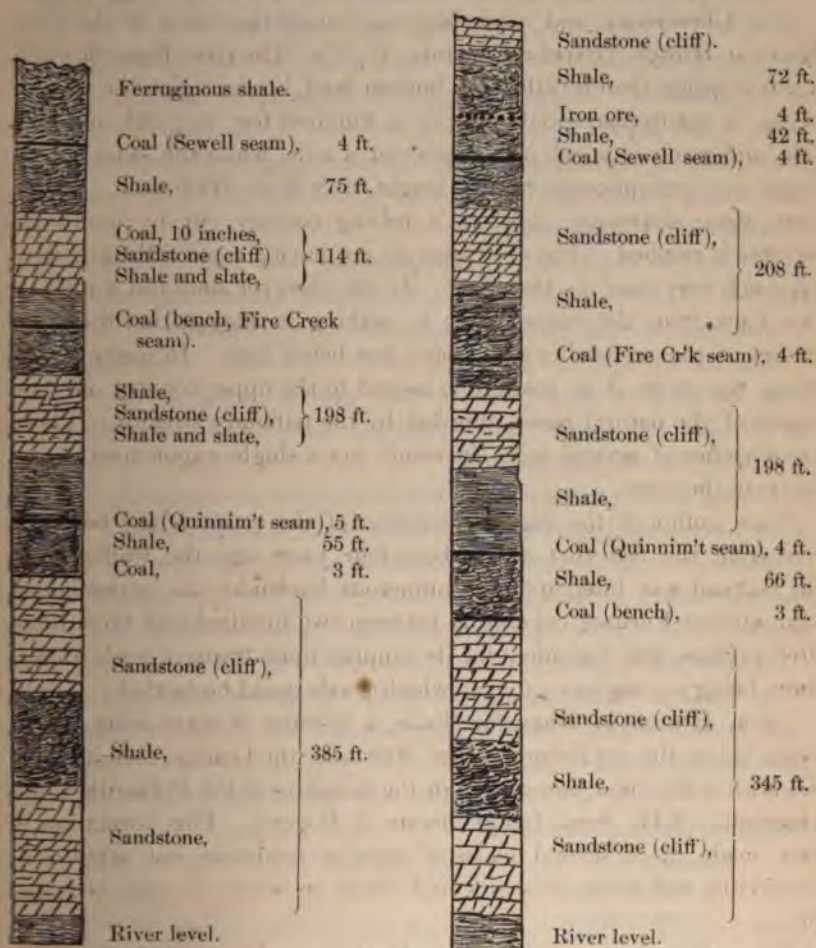 Ferruginous shale.
Coal (Sewell seam), 4 ft.
Shale, 75 ft.
Coal, 10 inches,
Sandstone (cliff)
Shale and slate,
114 ft.
Coal (bench, Fire Creek
seam).
Shale,
Sandstone (cliff),
Shale and slate,
198 ft.
Coal (Quinnim't seam), 5 ft.
Shale, 55 ft.
Coal, 3 ft.
Sandstone (cliff),
Shale,
385 ft.
Sandstone,
River level.
Sandstone (cliff).
Shale, 72 ft.
Iron ore, 4 ft.
Shale, 42 ft.
Coal (Sewell seam), 4 ft.
Sandstone (cliff),
208 ft.
Shale,
Coal (Fire Cr'k seam), 4 ft.
Sandstone (cliff),
198 ft.
Shale,
Coal (Quinnim't seam), 4 ft.
Shale, 66 ft.
Coal (bench), 3 ft.
Sandstone (cliff),
Shale, 345 ft.
Sandstone (cliff),
River level.